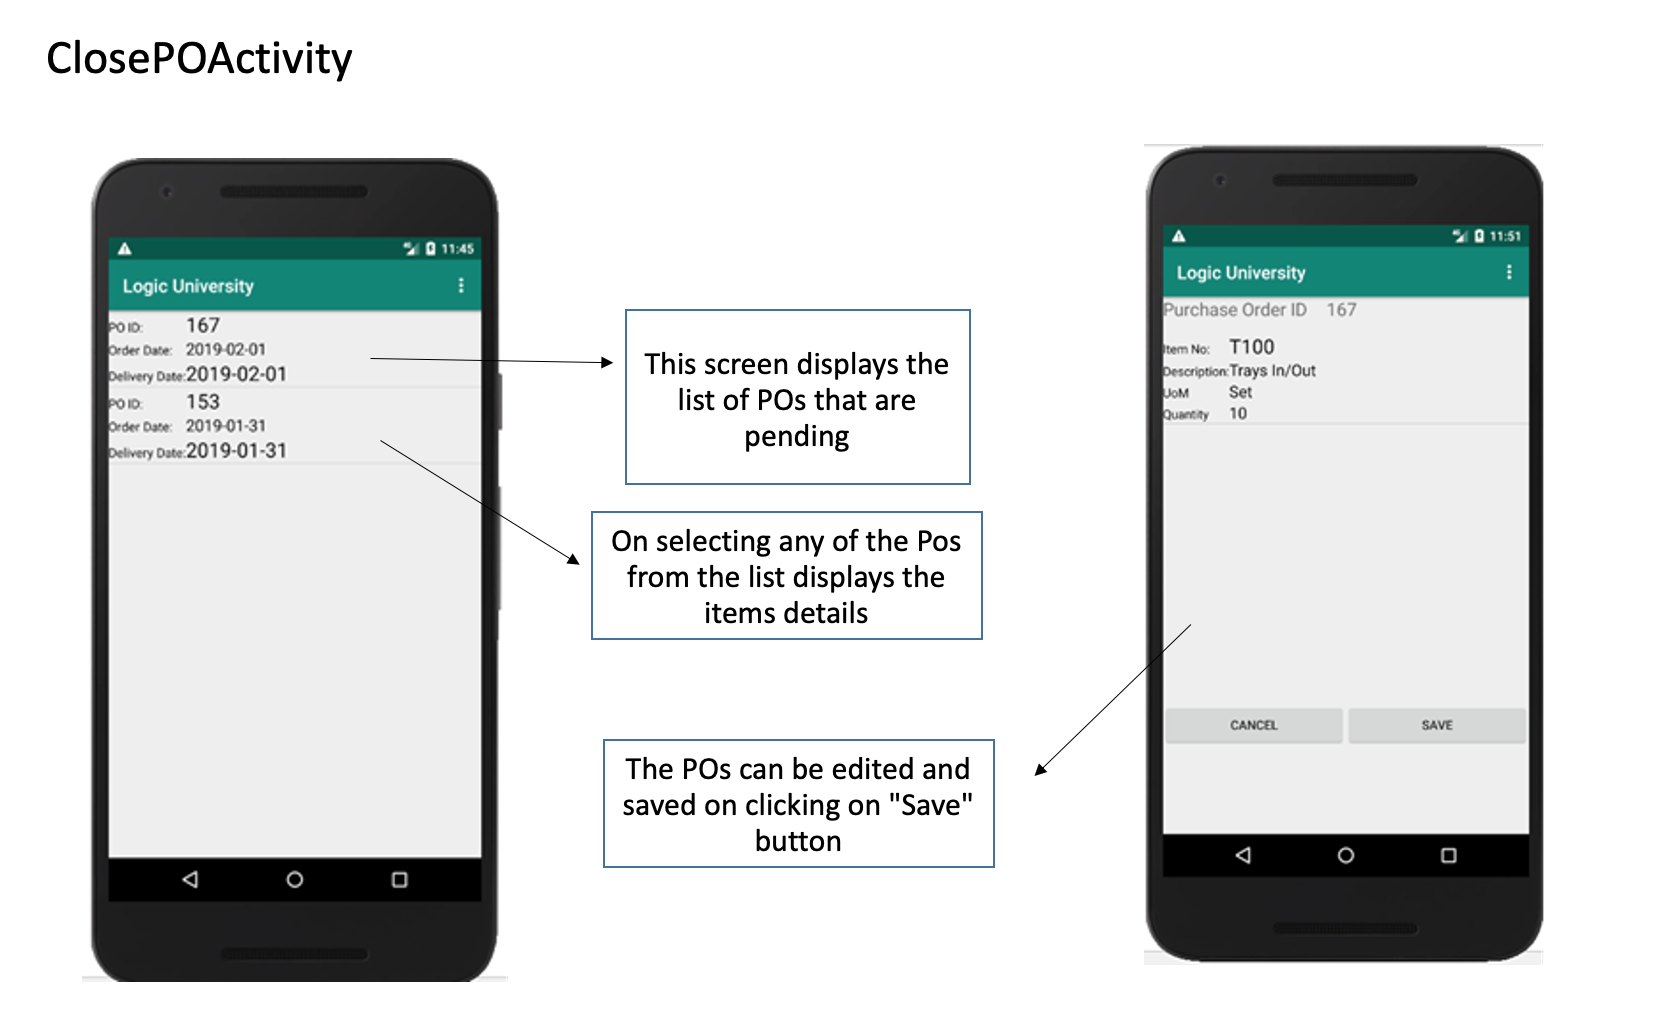 ClosePOActivity
11:45
Logic University
PO ID: 167
Order Date: 2019-02-01
Delivery Date: 2019-02-01
PO ID: 153
Order Date: 2019-01-31
Delivery Date: 2019-01-31
This screen displays the
list of POs that are
pending
On selecting any of the Pos
from the list displays the
items details
The POs can be edited and
saved on clicking on "Save"
button
11:51
Logic University
Purchase Order ID 167
Item No: T100
Description: Trays In/Out
UoM Set
Quantity 10
CANCEL SAVE